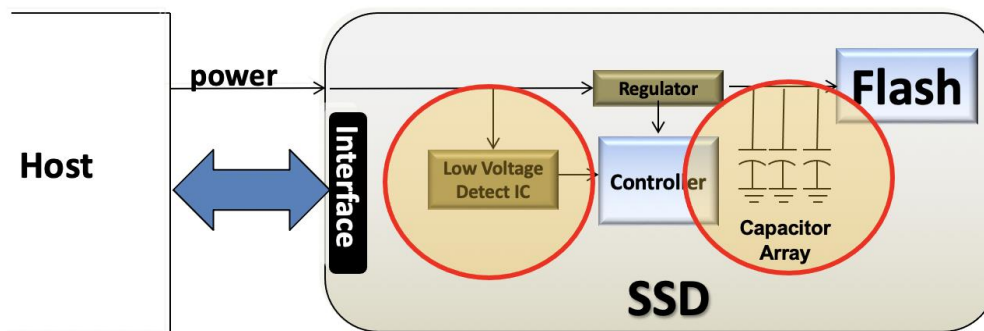 power
Host
Interface
Low Voltage
Detect IC
Regulator
Controller
Flash
Capacitor
Array
SSD